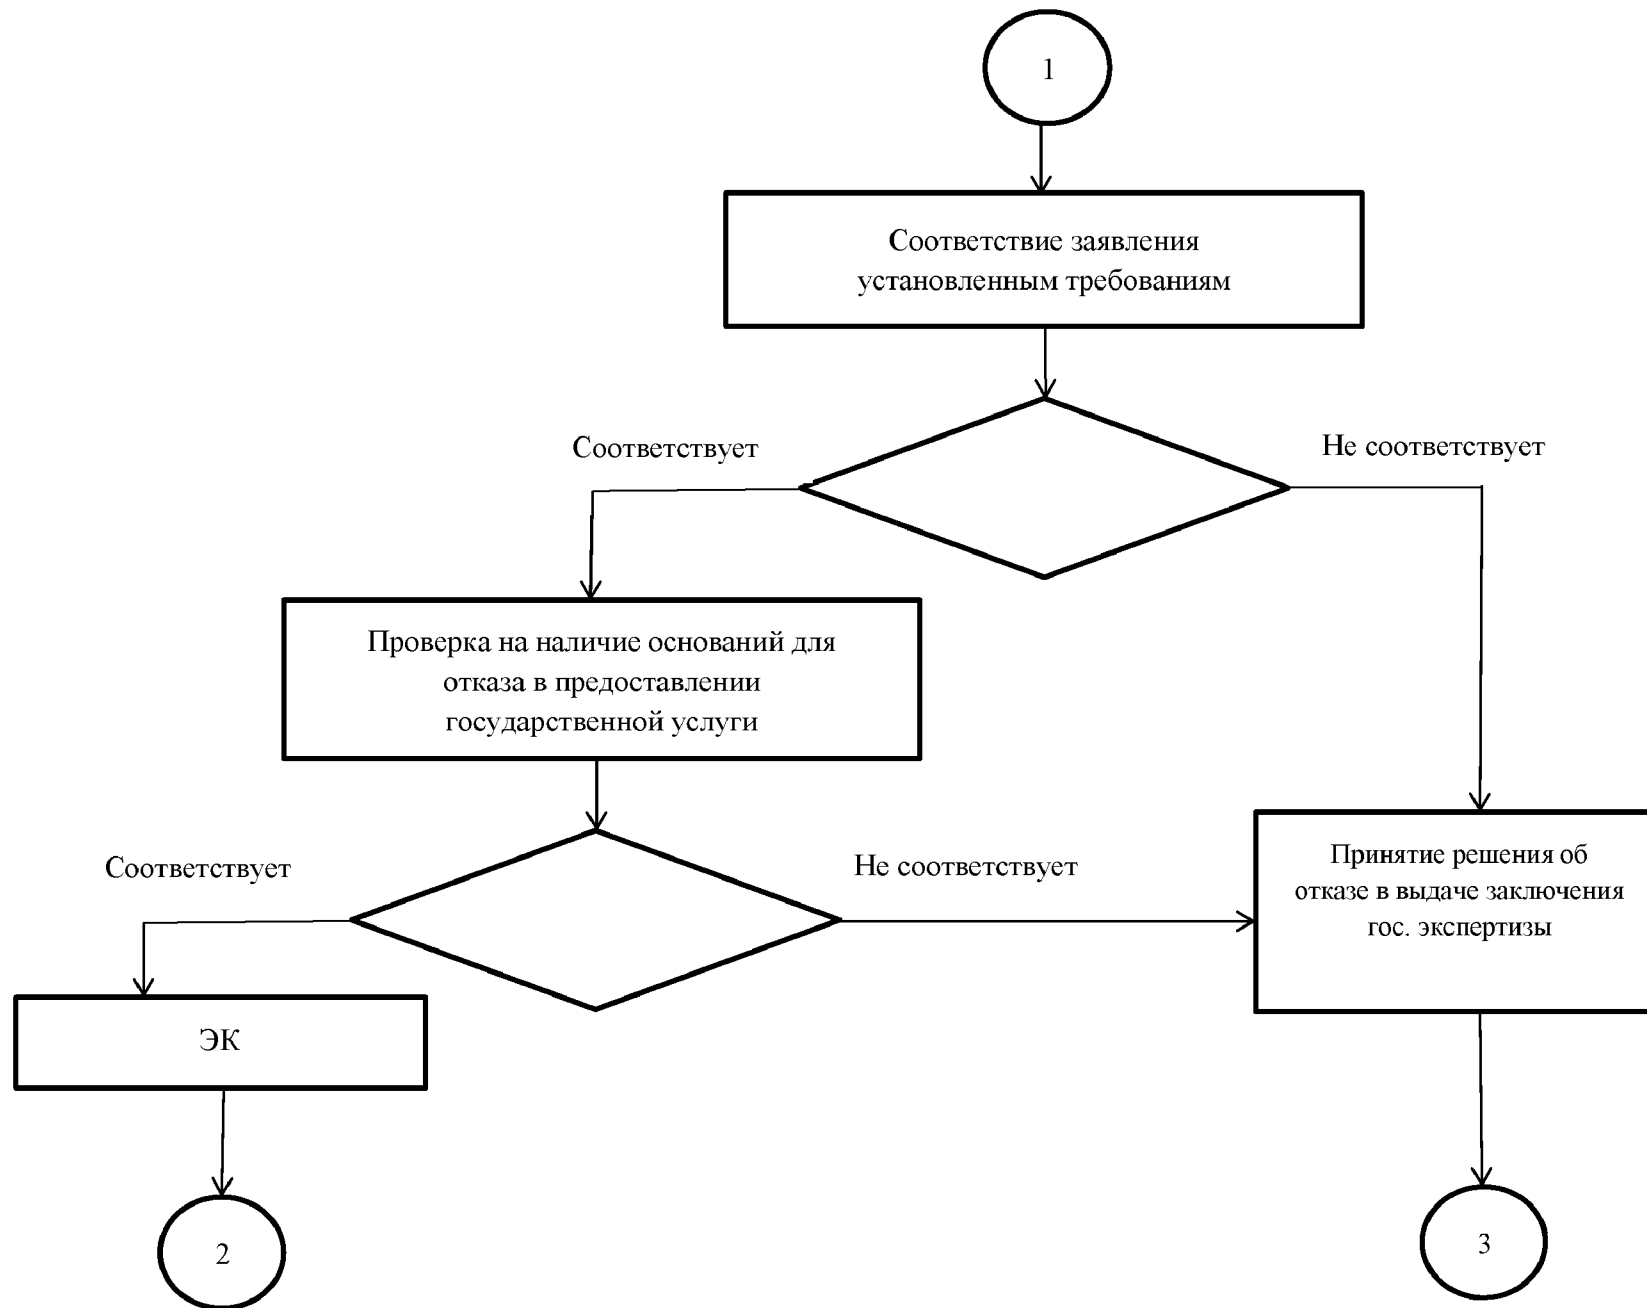 1
Соответствие заявления
установленным требованиям
Соответствует
Не соответствует
Проверка на наличие оснований для
отказа в предоставлении
государственной услуги
Соответствует
Не соответствует
Принятие решения об
отказе в выдаче заключения
гос. экспертизы
ЭК
2
3